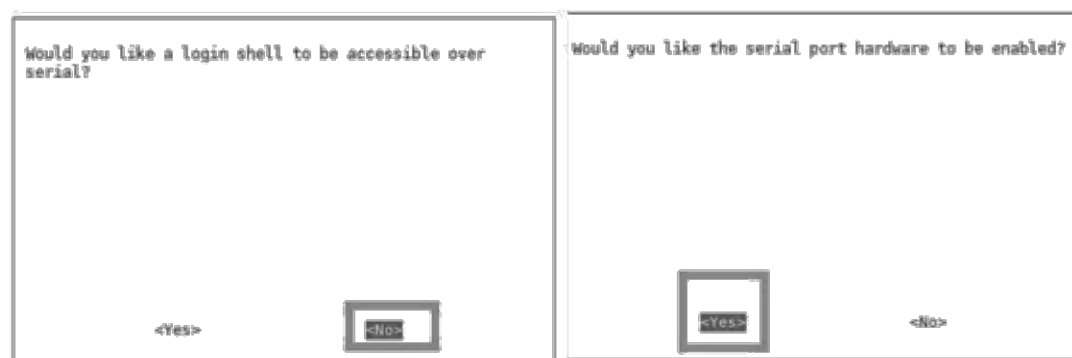 Would you like a login shell to be accessible over
serial?
<Yes> <No>
Would you like the serial port hardware to be enabled?
<Yes> <No>